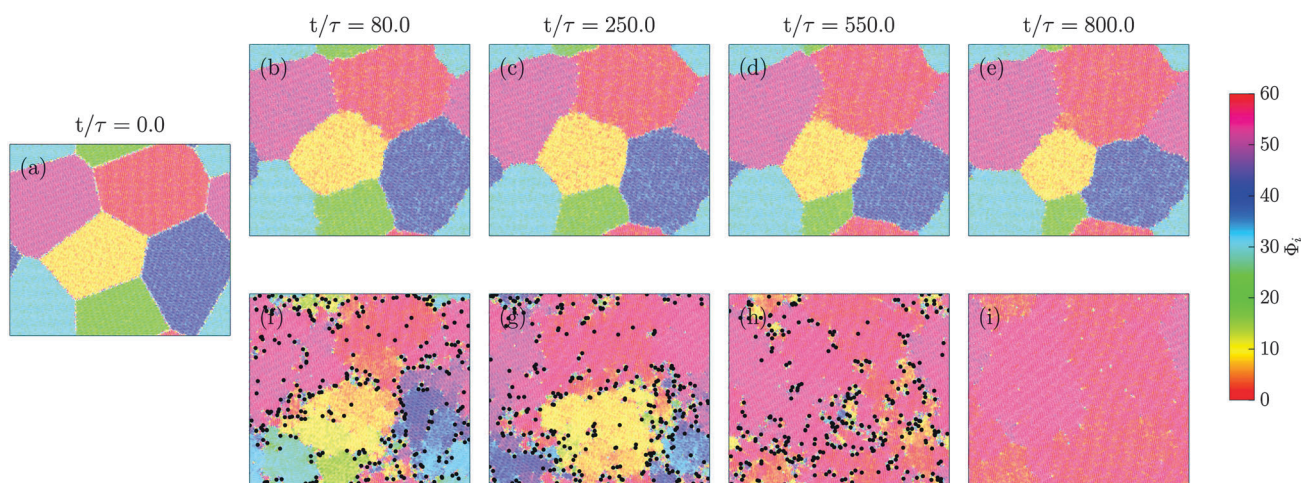 t/τ = 80.0
t/τ = 250.0
t/τ = 550.0
t/τ = 800.0
t/τ = 0.0
(a)
(b)
(c)
(d)
(e)
(f)
(g)
(h)
(i)
60
50
40
30
20
10
0
Φi